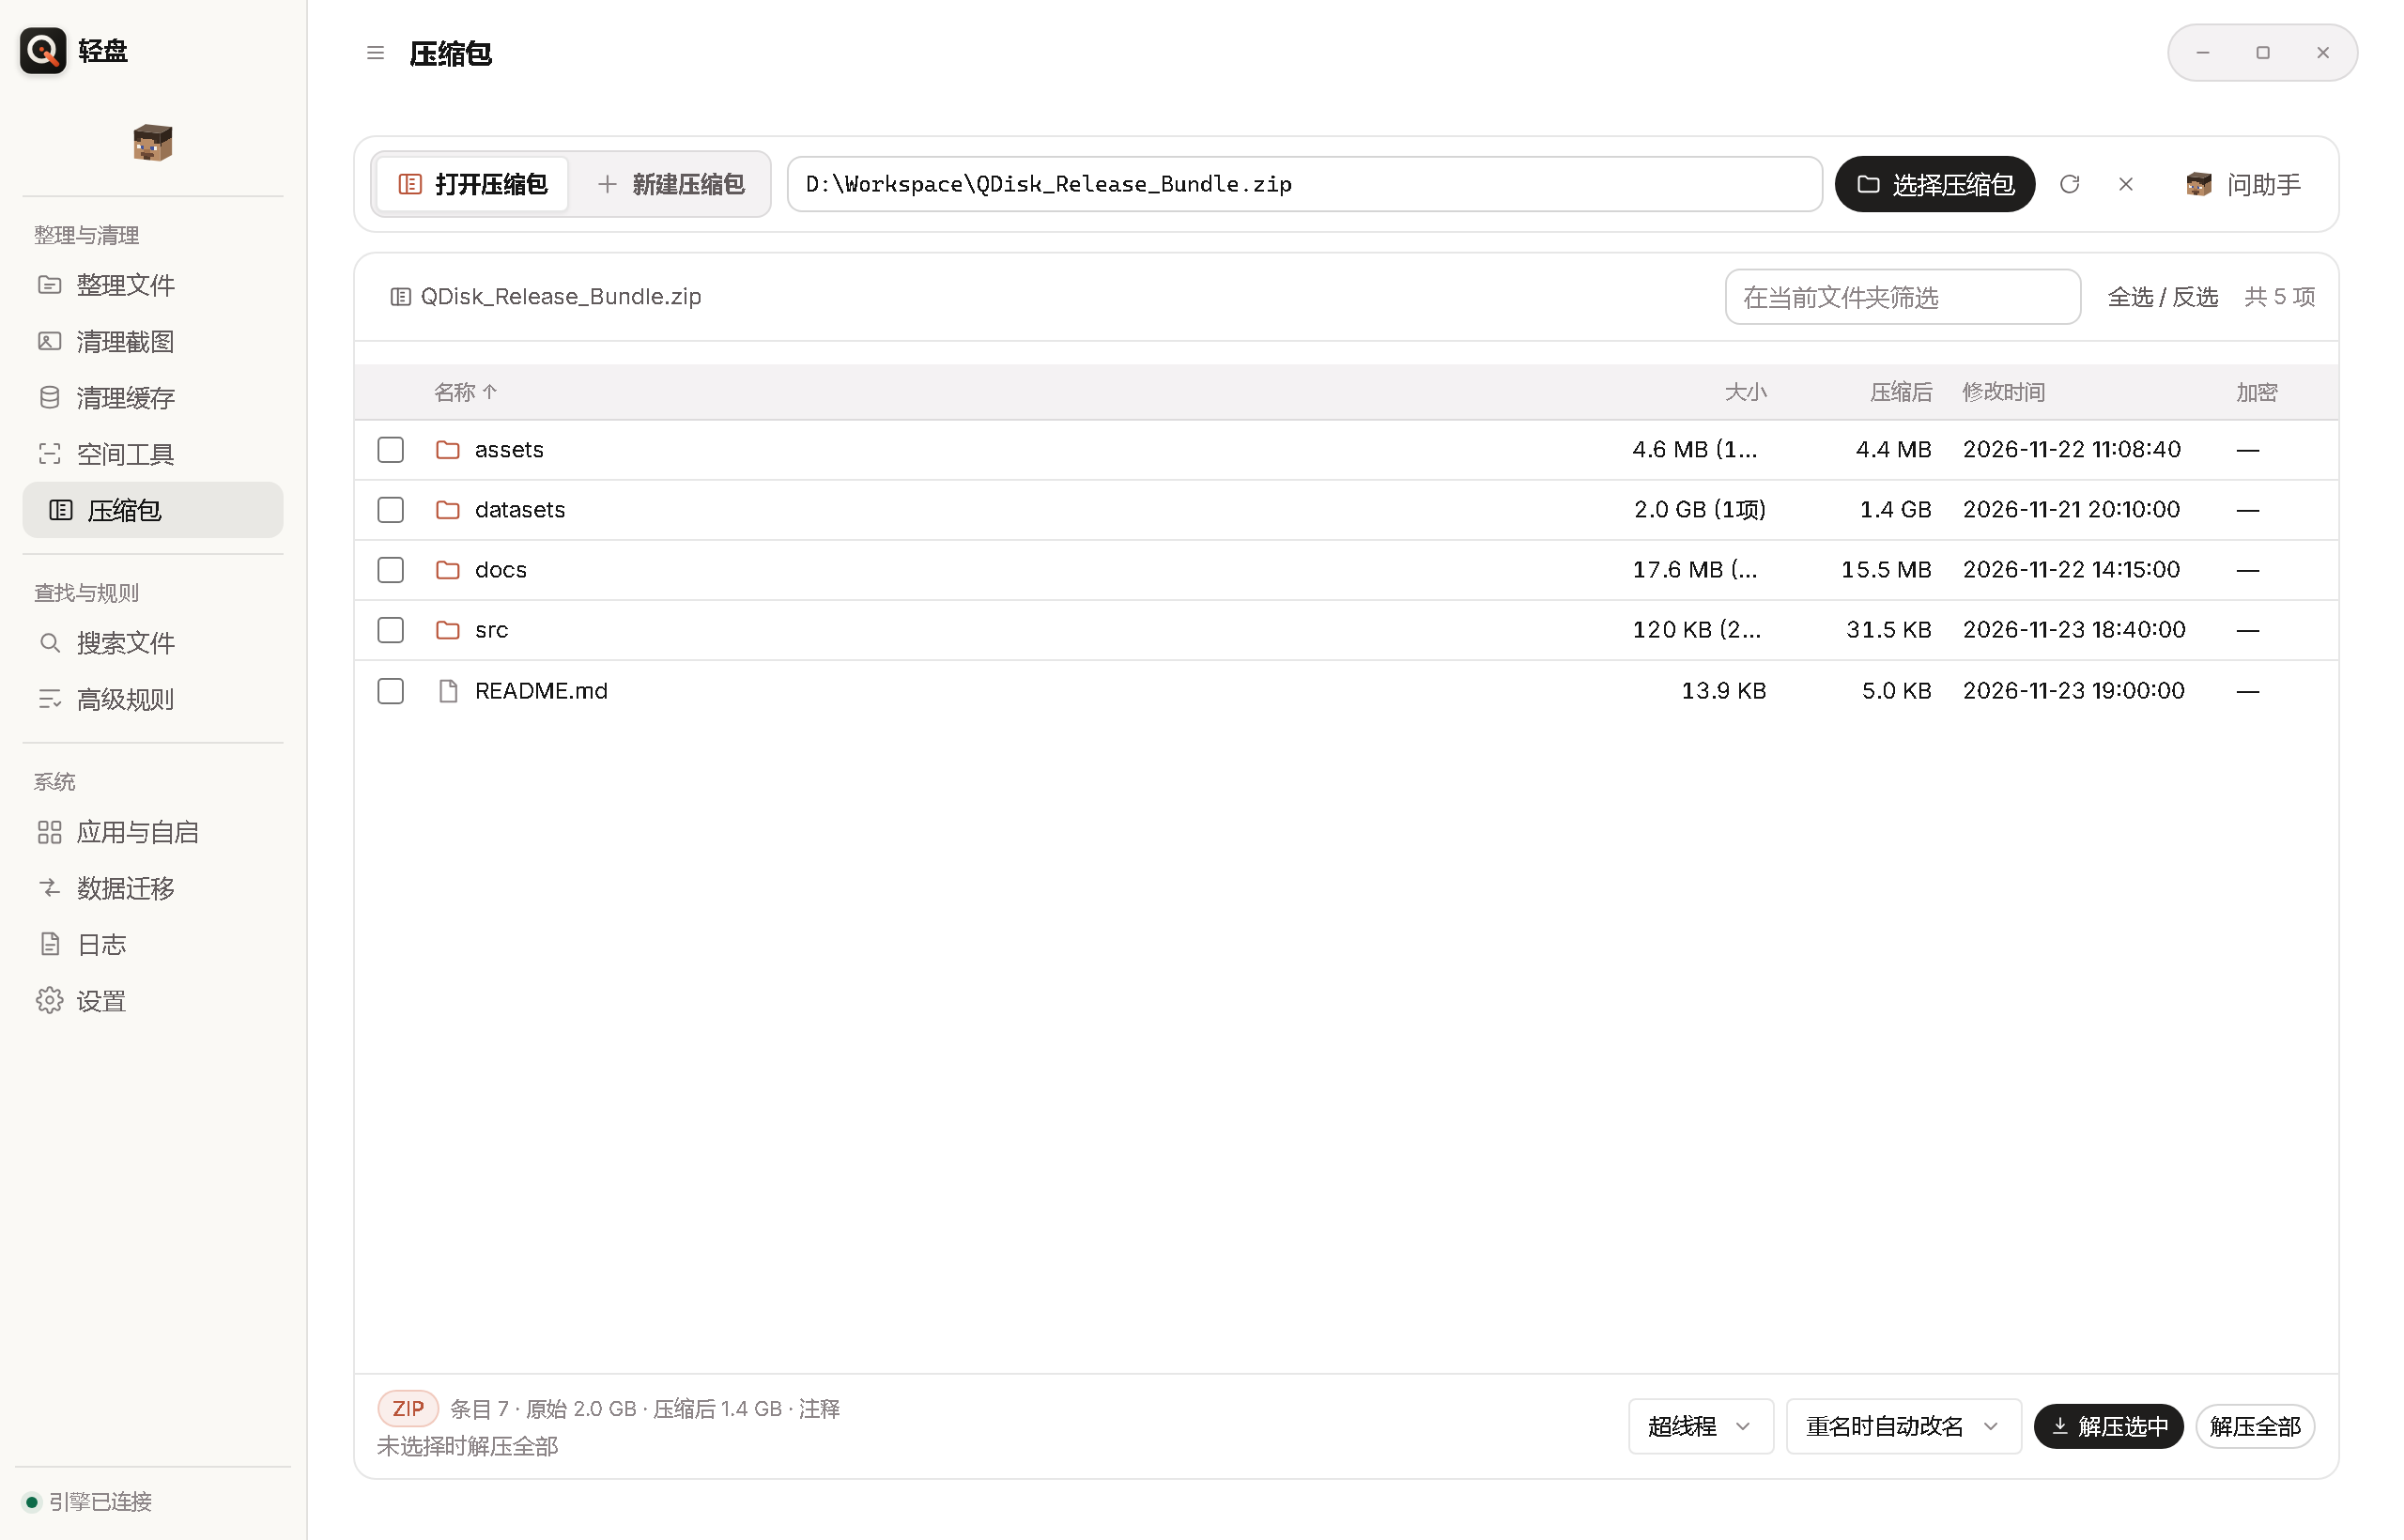 轻盘
整理与清理
整理文件
清理截图
清理缓存
空间工具
压缩包
查找与规则
搜索文件
高级规则
系统
应用与自启
数据迁移
日志
设置
引擎已连接
压缩包
打开压缩包 新建压缩包 D:\Workspace\QDisk_Release_Bundle.zip 选择压缩包 问助手
QDisk_Release_Bundle.zip 在当前文件夹筛选 全选 / 反选 共 5 项
名称 ↑ 大小 压缩后 修改时间 加密
assets 4.6 MB (1... 4.4 MB 2026-11-22 11:08:40 —
datasets 2.0 GB (1项) 1.4 GB 2026-11-21 20:10:00 —
docs 17.6 MB (... 15.5 MB 2026-11-22 14:15:00 —
src 120 KB (2... 31.5 KB 2026-11-23 18:40:00 —
README.md 13.9 KB 5.0 KB 2026-11-23 19:00:00 —
ZIP 条目 7 · 原始 2.0 GB · 压缩后 1.4 GB · 注释
未选择时解压全部
超线程 重名时自动改名 解压选中 解压全部